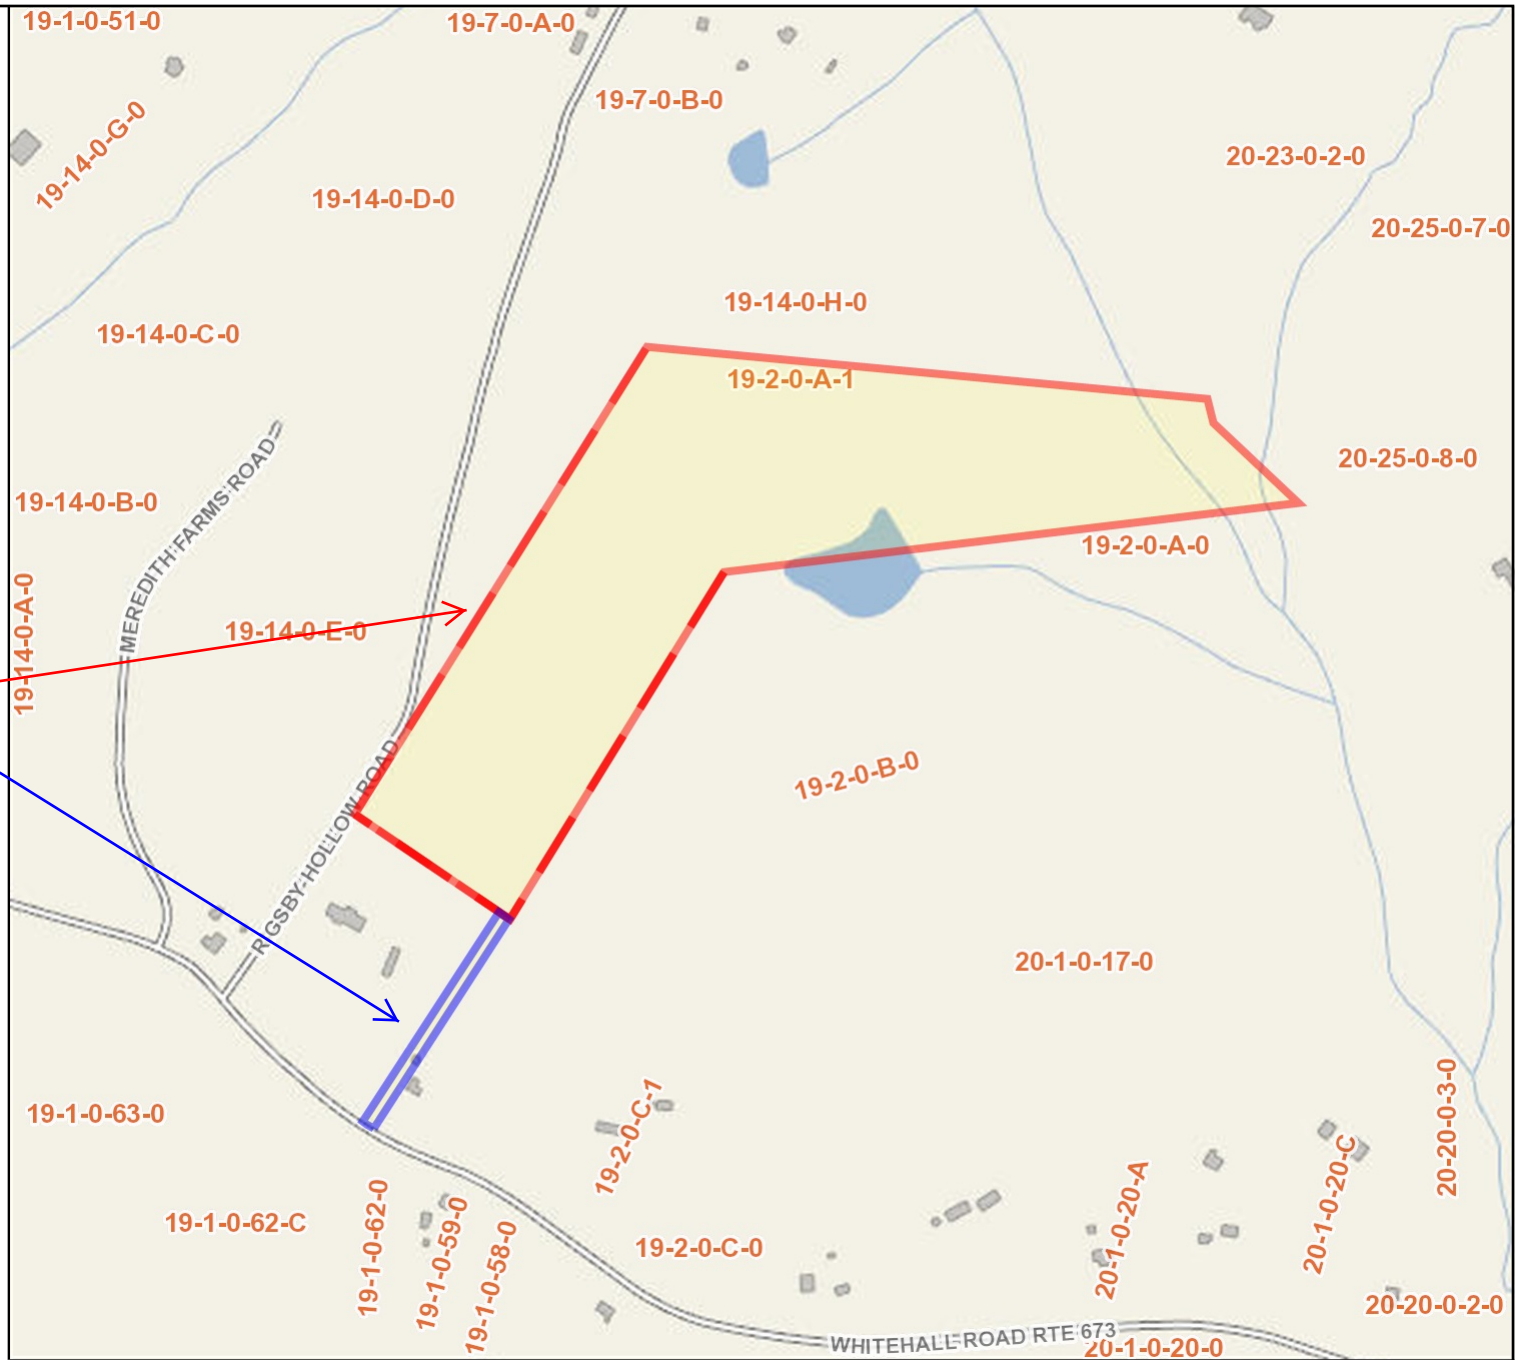 19-1-0-51-0
19-7-0-A-0
19-7-0-B-0
19-14-0-G-0
20-23-0-2-0
19-14-0-D-0
20-25-0-7-0
19-14-0-H-0
19-14-0-C-0
19-2-0-A-1
20-25-0-8-0
19-14-0-B-0
MEREDITH FARMS ROAD
19-2-0-A-0
19-14-0-A-0
19-14-0-E-0
19-2-0-B-0
RIGSBY HOLLOW ROAD
20-1-0-17-0
19-1-0-63-0
19-2-0-C-1
20-20-0-3-0
19-1-0-62-C
19-1-0-62-0
19-1-0-59-0
19-1-0-58-0
19-2-0-C-0
20-1-0-20-A
20-1-0-20-C
20-20-0-2-0
WHITEHALL ROAD RTE 673
20-1-0-20-0